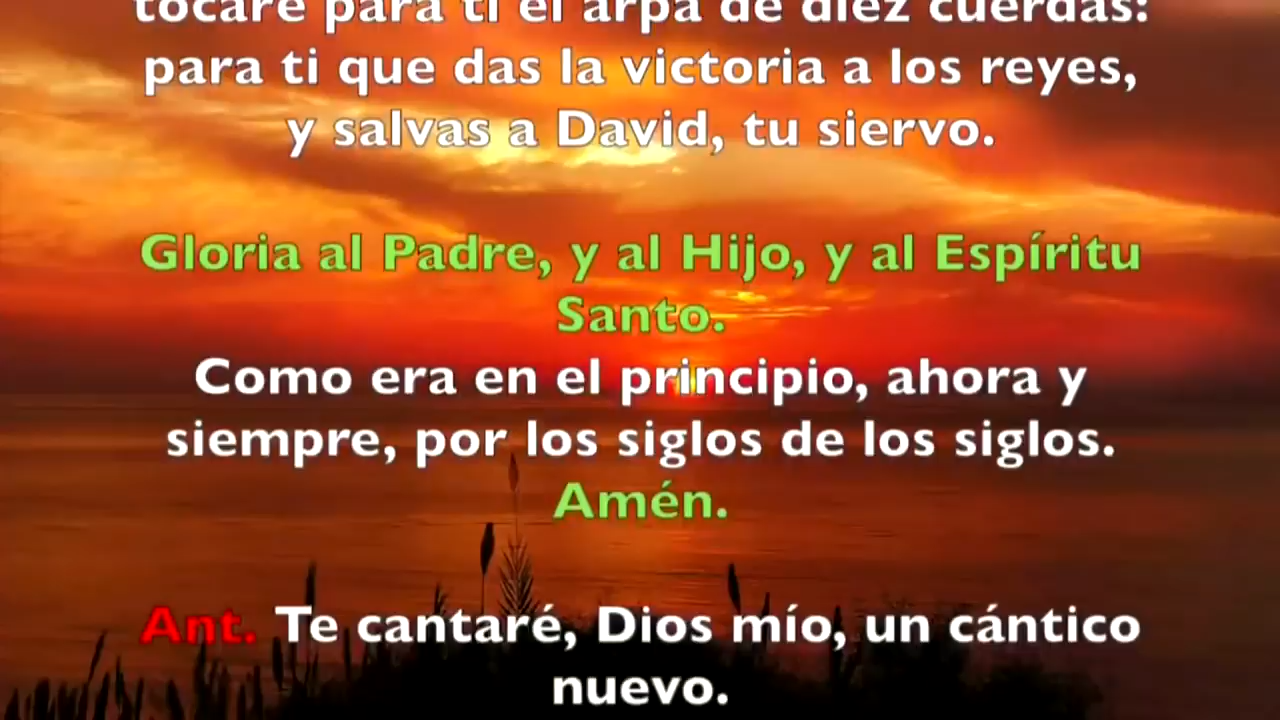 tocaré para ti el arpa de diez cuerdas:
para ti que das la victoria a los reyes,
y salvas a David, tu siervo.
Gloria al Padre, y al Hijo, y al Espíritu
Santo.
Como era en el principio, ahora y
siempre, por los siglos de los siglos.
Amén.
Ant. Te cantaré, Dios mío, un cántico
nuevo.